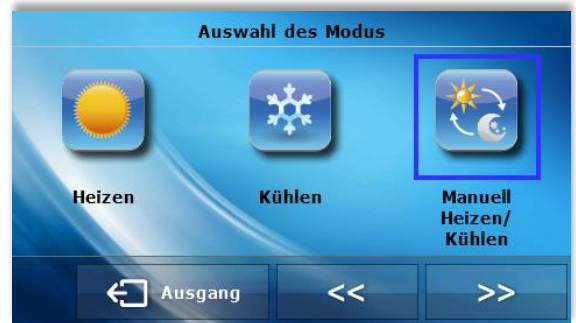 Auswahl des Modus
Heizen
Kühlen
Manuell
Heizen/
Kühlen
Ausgang
<<
>>